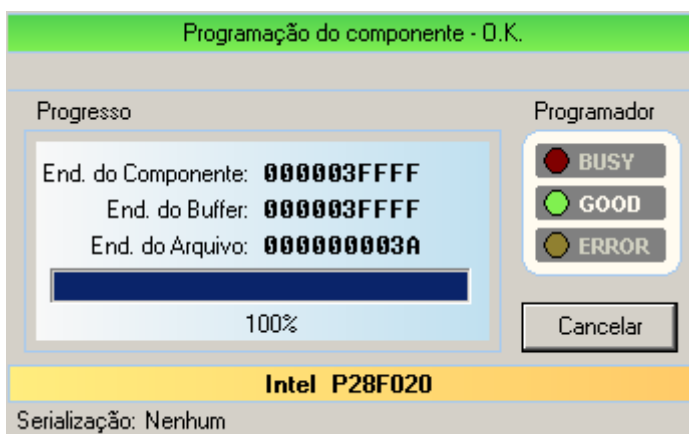 Programação do componente - O.K.
Progresso
Programador
End. do Componente: 000003FFFF
End. do Buffer: 000003FFFF
End. do Arquivo: 000000003A
100%
BUSY
GOOD
ERROR
Cancelar
Intel P28F020
Serialização: Nenhum